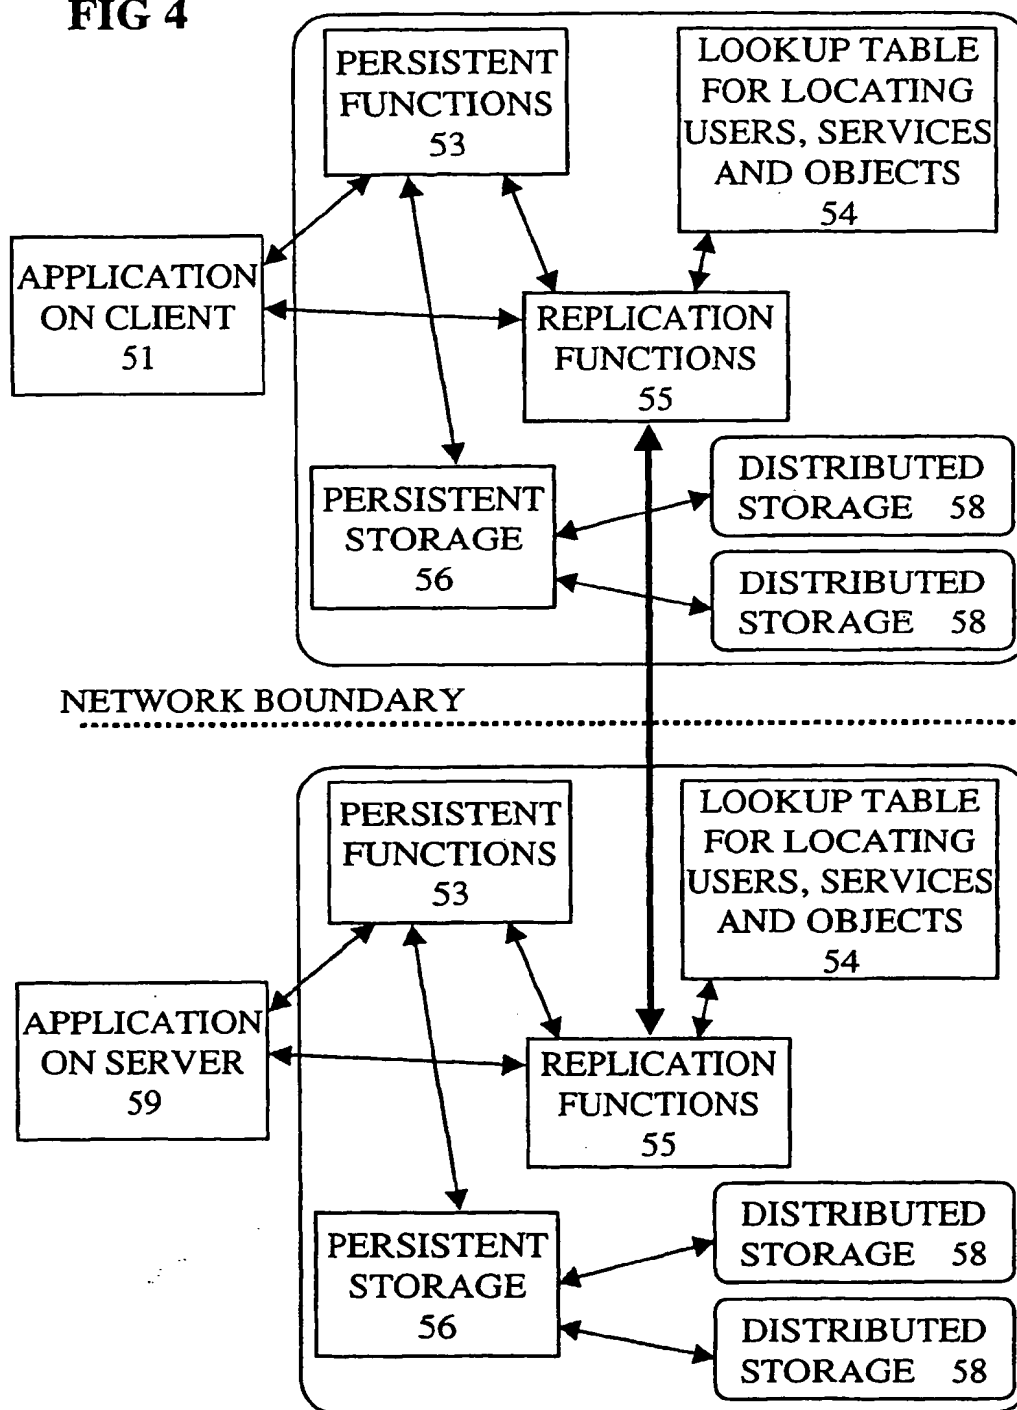 FIG 4
PERSISTENT
FUNCTIONS
53
LOOKUP TABLE
FOR LOCATING
USERS, SERVICES
AND OBJECTS
54
APPLICATION
ON CLIENT
51
REPLICATION
FUNCTIONS
55
PERSISTENT
STORAGE
56
DISTRIBUTED
STORAGE 58
DISTRIBUTED
STORAGE 58
NETWORK BOUNDARY
PERSISTENT
FUNCTIONS
53
LOOKUP TABLE
FOR LOCATING
USERS, SERVICES
AND OBJECTS
54
APPLICATION
ON SERVER
59
REPLICATION
FUNCTIONS
55
PERSISTENT
STORAGE
56
DISTRIBUTED
STORAGE 58
DISTRIBUTED
STORAGE 58